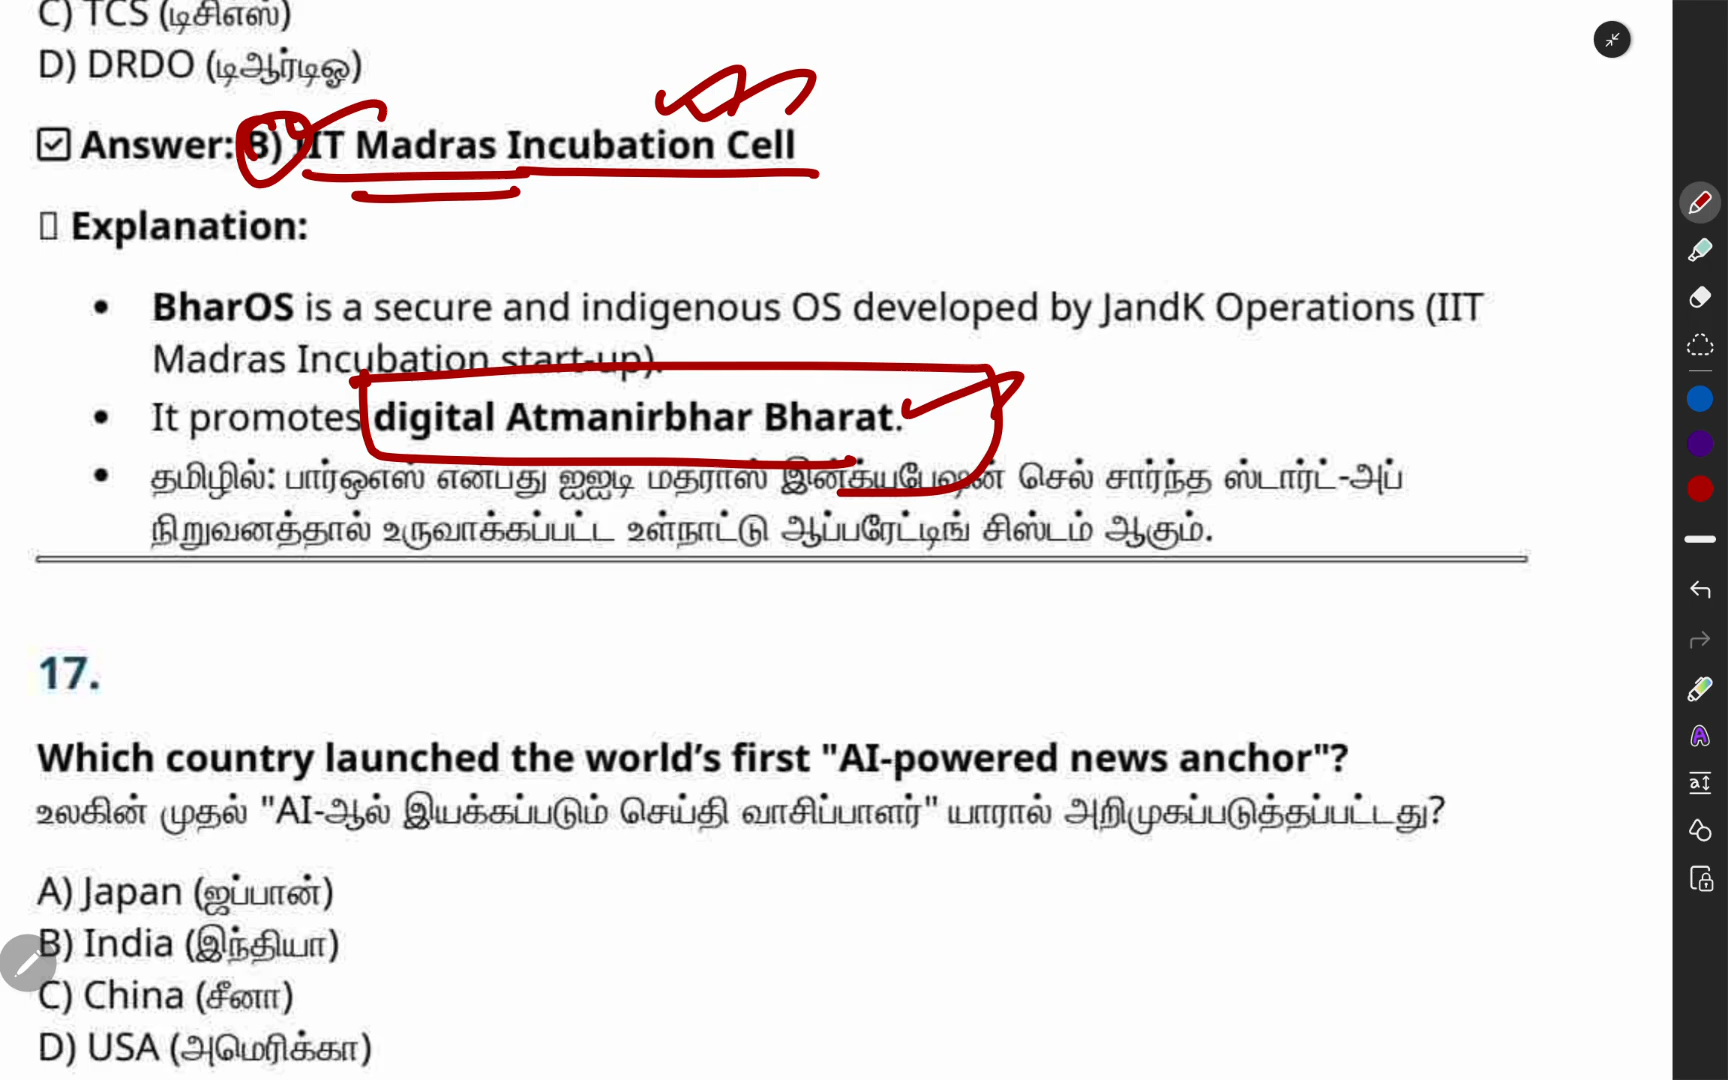 C) TCS (டிசிஎஸ்)
D) DRDO (டிஆர்டிஓ)
Answer: B) IIT Madras Incubation Cell
Explanation:
• BharOS is a secure and indigenous OS developed by JandK Operations (IIT
Madras Incubation start-up).
• It promotes digital Atmanirbhar Bharat.
• தமிழில்: பார்ஓஎஸ் என்பது ஐஐடி மதராஸ் இன்க்யுபேஷன் செல் சார்ந்த ஸ்டார்ட்-அப்
நிறுவனத்தால் உருவாக்கப்பட்ட உள்நாட்டு ஆப்பரேட்டிங் சிஸ்டம் ஆகும்.
17.
Which country launched the world’s first "AI-powered news anchor"?
உலகின் முதல் "AI-ஆல் இயக்கப்படும் செய்தி வாசிப்பாளர்" யாரால் அறிமுகப்படுத்தப்பட்டது?
A) Japan (ஜப்பான்)
B) India (இந்தியா)
C) China (சீனா)
D) USA (அமெரிக்கா)